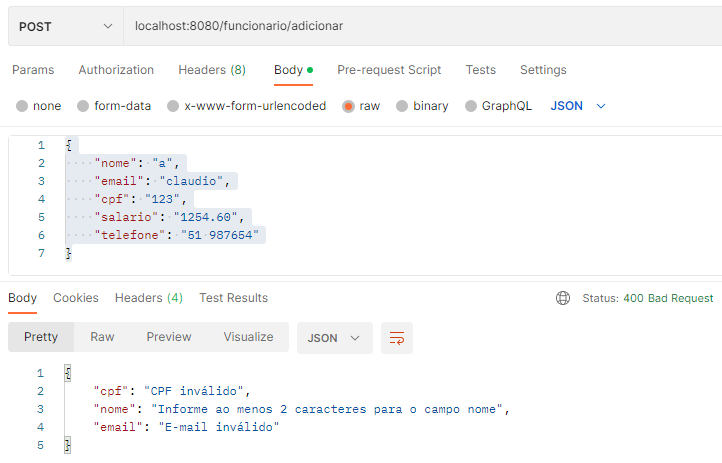 POST localhost:8080/funcionario/adicionar
Params Authorization Headers (8) Body Pre-request Script Tests Settings
none form-data x-www-form-urlencoded raw binary GraphQL JSON
1 {
2 "nome": "a",
3 "email": "claudio",
4 "cpf": "123",
5 "salario": "1254.60",
6 "telefone": "51 987654"
7 }
Body Cookies Headers (4) Test Results Status: 400 Bad Request
Pretty Raw Preview Visualize JSON
1 {
2 "cpf": "CPF inválido",
3 "nome": "Informe ao menos 2 caracteres para o campo nome",
4 "email": "E-mail inválido"
5 }